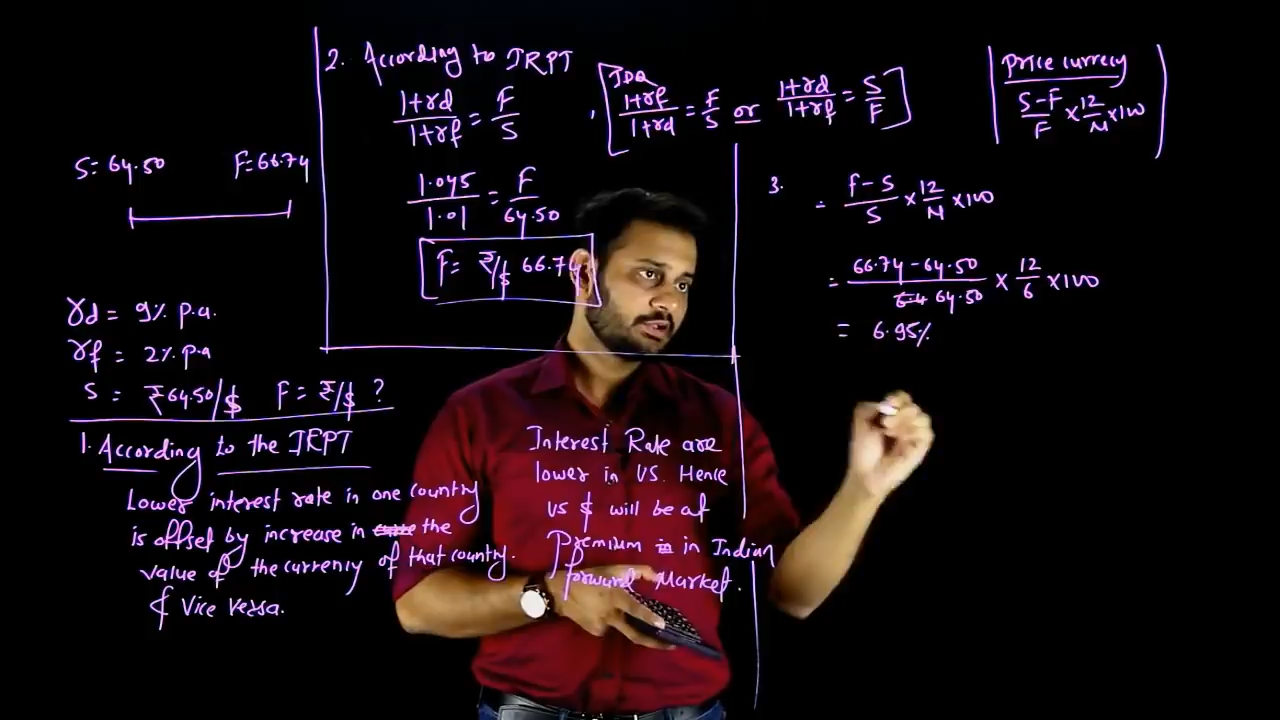 S= 64.50 F=66.74
rd = 9% p.a.
rf = 2% p.a
S = ₹64.50/$ F= ₹/$ ?
1. According to the IRPT
Lower interest rate in one country
is offset by increase in the
value of the currency of that country.
& Vice Versa.
2. According to IRPT
1+rd/1+rf = F/S , [IDQ 1+rf/1+rd = F/S or 1+rd/1+rf = S/F]
1.045/1.01 = F/64.50
F= ₹/$ 66.74
Interest Rate are
lower in US. Hence
US $ will be at
Premium in in Indian
forward Market.
Price currency
S-F/F ×12/M ×100
3.
= F-S/S ×12/M ×100
= 66.74-64.50/64.50 × 12/6 ×100
= 6.95%